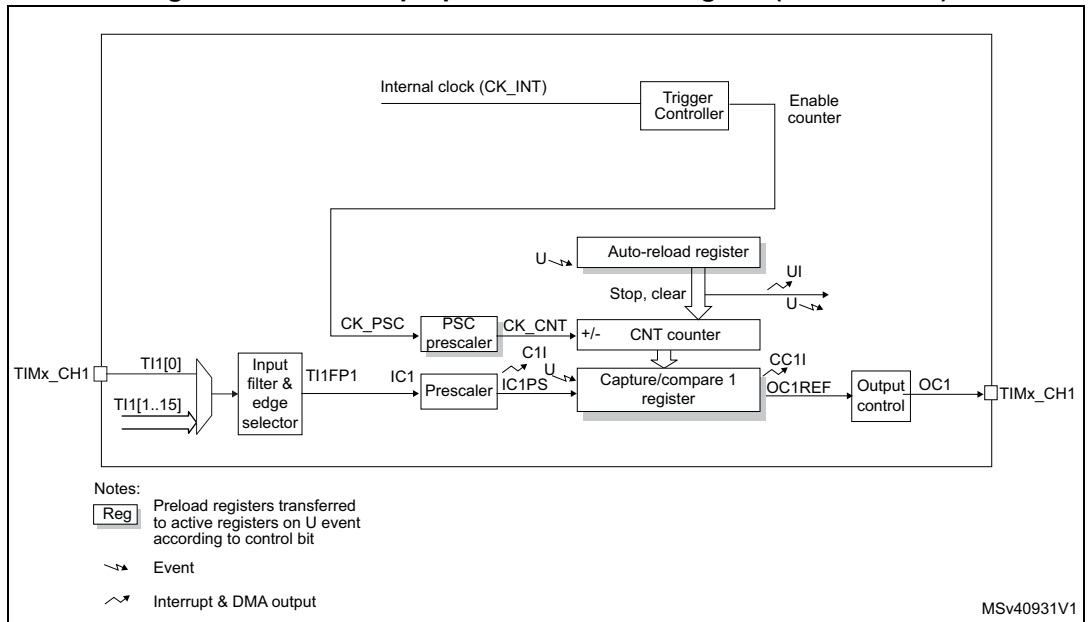 Internal clock (CK_INT)
Trigger
Controller
Enable
counter
Auto-reload register
U
UI
Stop, clear
U
CK_PSC
PSC
prescaler
CK_CNT
+/-
CNT counter
TIMx_CH1
TI1[0]
TI1[1..15]
Input
filter &
edge
selector
TI1FP1
IC1
Prescaler
C1I
IC1PS
U
Capture/compare 1
register
CC1I
OC1REF
Output
control
OC1
TIMx_CH1
Notes:
Reg
Preload registers transferred
to active registers on U event
according to control bit
Event
Interrupt & DMA output
MSv40931V1